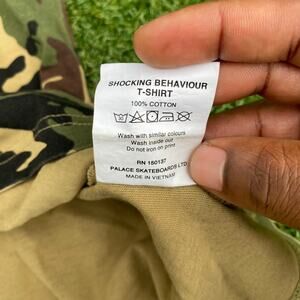 SHOCKING BEHAVIOUR
T-SHIRT
100% COTTON
Wash with similar colours
Wash inside out
Do not iron on print
RN 150137
PALACE SKATEBOARDS LTD
MADE IN VIETNAM